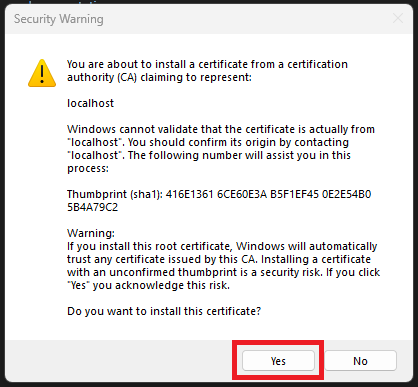 Security Warning
You are about to install a certificate from a certification
authority (CA) claiming to represent:
localhost
Windows cannot validate that the certificate is actually from
"localhost". You should confirm its origin by contacting
"localhost". The following number will assist you in this
process:
Thumbprint (sha1): 416E1361 6CE60E3A B5F1EF45 0E2E54B0
5B4A79C2
Warning:
If you install this root certificate, Windows will automatically
trust any certificate issued by this CA. Installing a certificate
with an unconfirmed thumbprint is a security risk. If you click
"Yes" you acknowledge this risk.
Do you want to install this certificate?
Yes
No